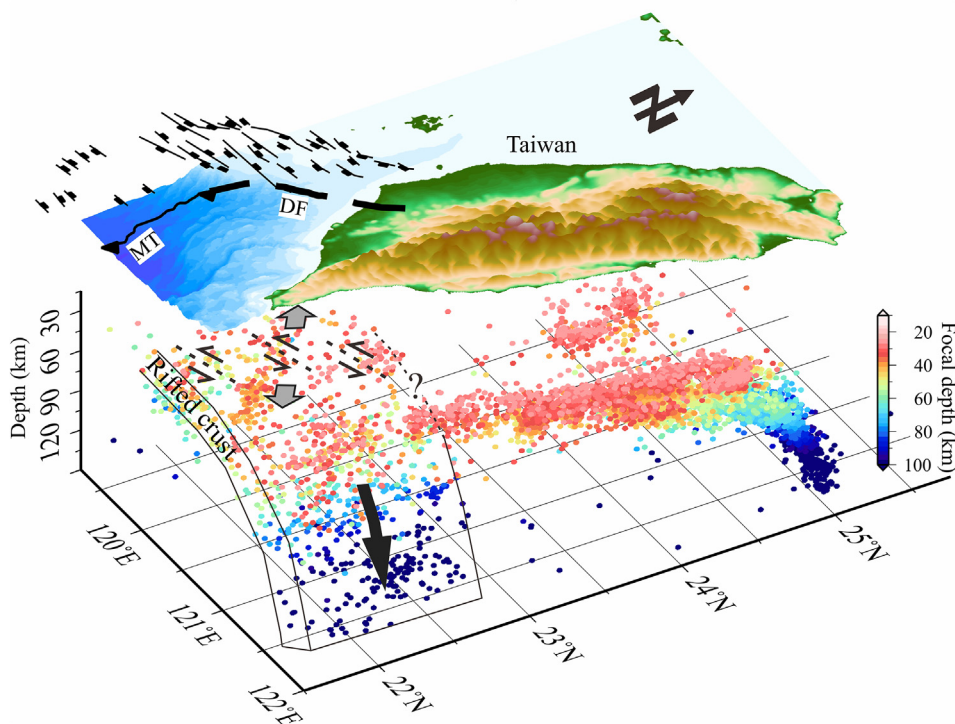 Taiwan
DF
MT
Rifted crust
?
Depth (km)
30
60
90
120
120°E
121°E
122°E
22°N
23°N
24°N
25°N
Focal depth (km)
20
40
60
80
100
N